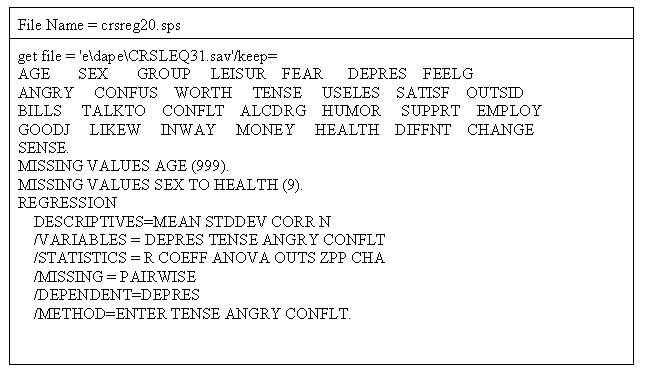 File Name = crsreg20.sps
get file = 'e\dape\CRSLEQ31.sav'/keep=
AGE SEX GROUP LEISUR FEAR DEPRES FEELG
ANGRY CONFUS WORTH TENSE USELES SATISF OUTSID
BILLS TALKTO CONFLT ALCDRG HUMOR SUPPRT EMPLOY
GOODJ LIKEW INWAY MONEY HEALTH DIFFNT CHANGE
SENSE.
MISSING VALUES AGE (999).
MISSING VALUES SEX TO HEALTH (9).
REGRESSION
DESCRIPTIVES=MEAN STDDEV CORR N
/VARIABLES = DEPRES TENSE ANGRY CONFLT
/STATISTICS = R COEFF ANOVA OUTS ZPP CHA
/MISSING = PAIRWISE
/DEPENDENT=DEPRES
/METHOD=ENTER TENSE ANGRY CONFLT.